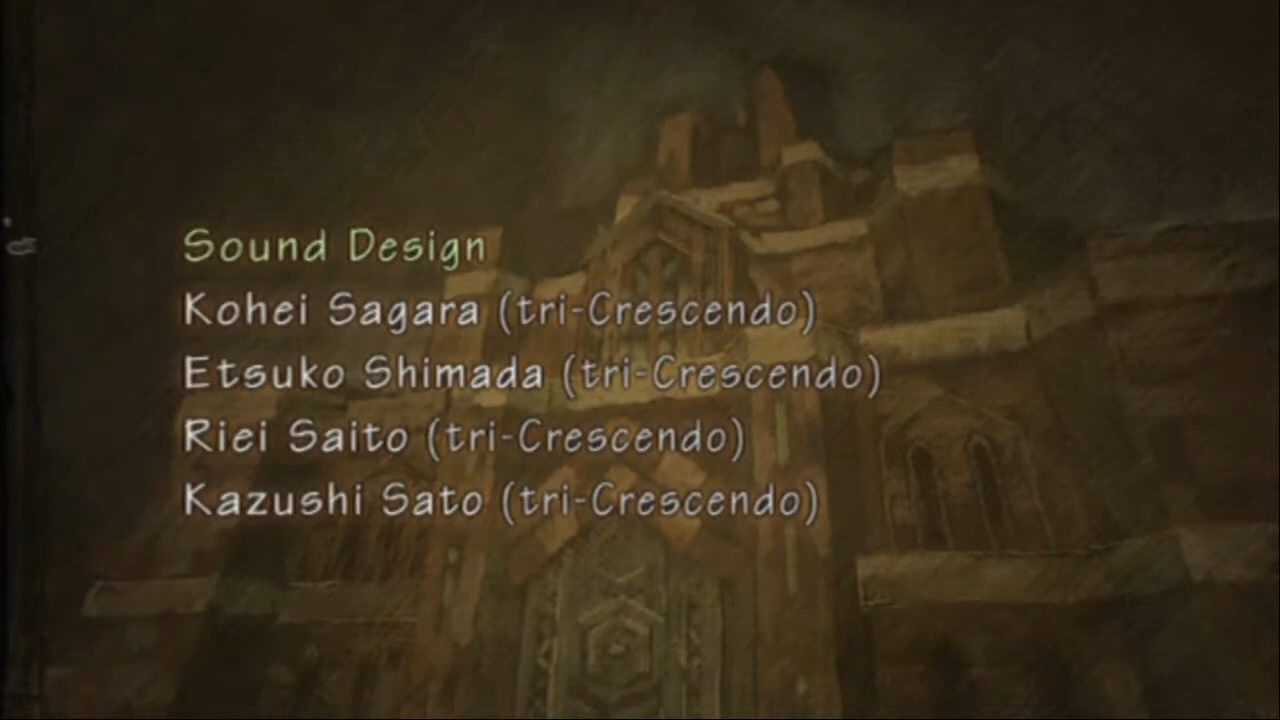 Sound Design
Kohei Sagara (tri-Crescendo)
Etsuko Shimada (tri-Crescendo)
Riei Saito (tri-Crescendo)
Kazushi Sato (tri-Crescendo)